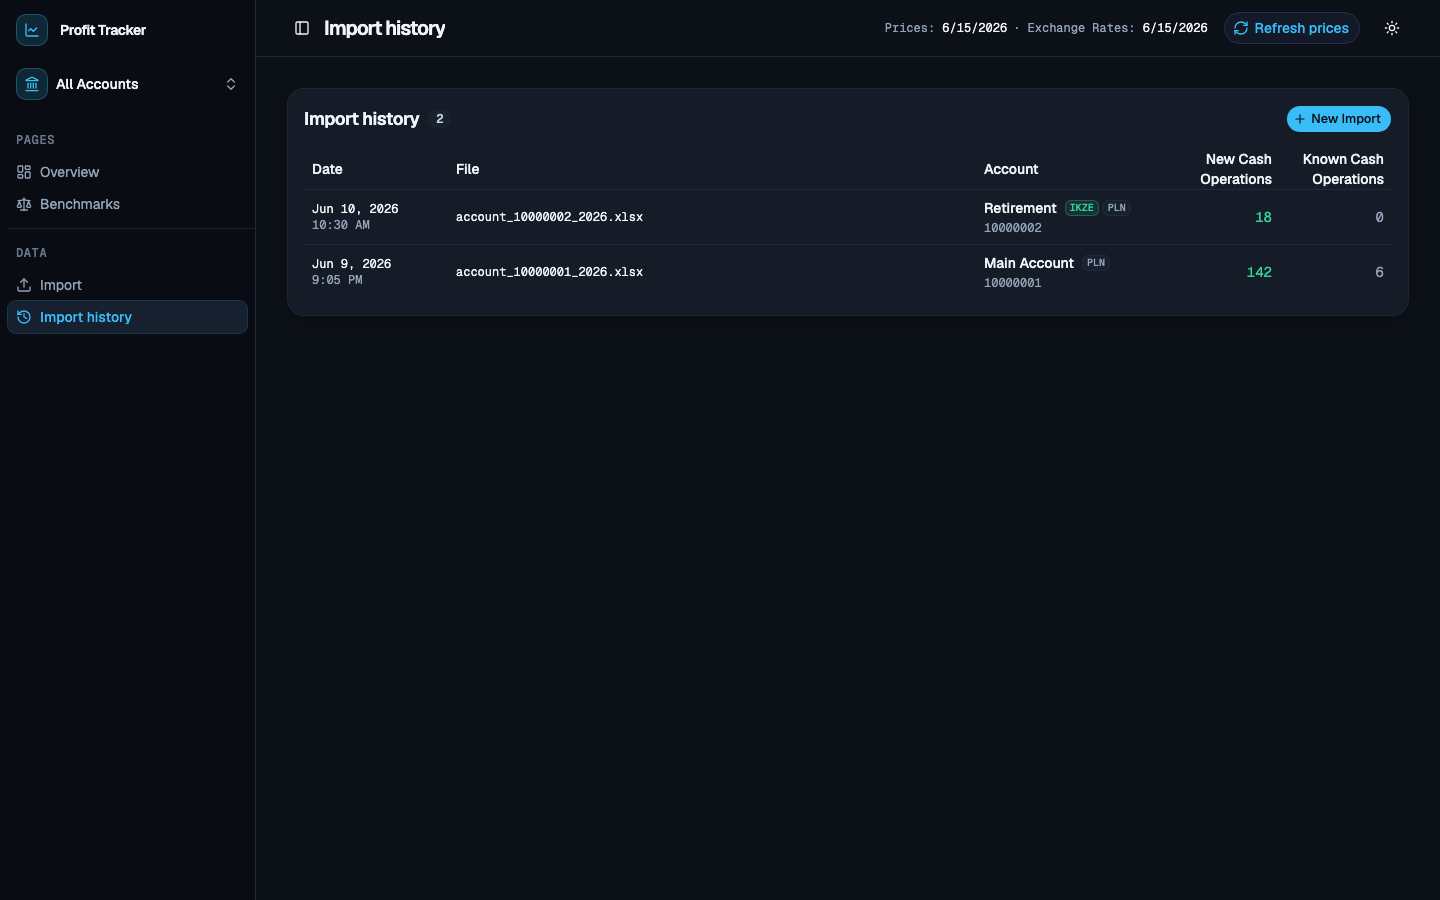 Profit Tracker
Import history
Prices: 6/15/2026 · Exchange Rates: 6/15/2026
Refresh prices
All Accounts
PAGES
Overview
Benchmarks
DATA
Import
Import history
Import history 2
New Import
Date
File
Account
New Cash
Operations
Known Cash
Operations
Jun 10, 2026
10:30 AM
account_10000002_2026.xlsx
Retirement IKZE PLN
10000002
18
0
Jun 9, 2026
9:05 PM
account_10000001_2026.xlsx
Main Account PLN
10000001
142
6